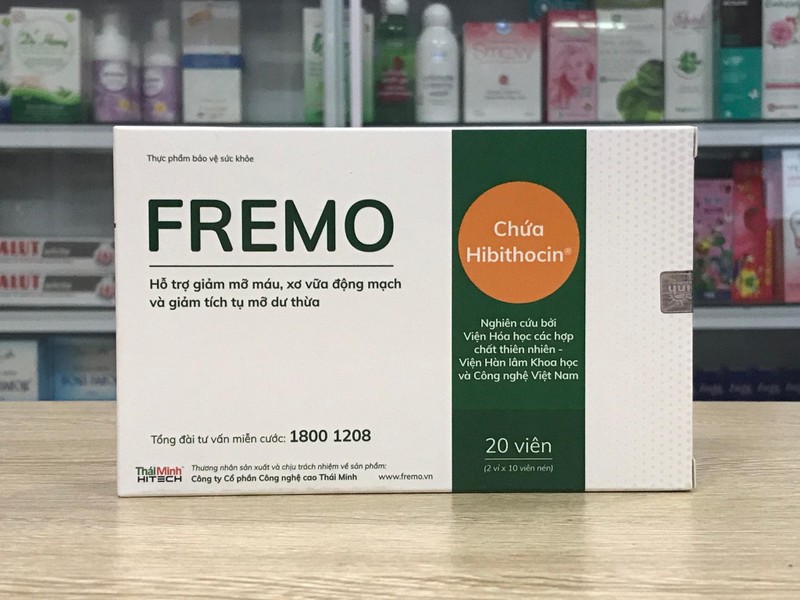 Thực phẩm bảo vệ sức khỏe
FREMO
Hỗ trợ giảm mỡ máu, xơ vữa động mạch
và giảm tích tụ mỡ dư thừa
Tổng đài tư vấn miễn cước: 1800 1208
TháiMinh
HITECH
Thương nhân sản xuất và chịu trách nhiệm về sản phẩm:
Công ty Cổ phần Công nghệ cao Thái Minh
www.fremo.vn
Chứa
Hibithocin®
Nghiên cứu bởi
Viện Hóa học các hợp
chất thiên nhiên -
Viện Hàn lâm Khoa học
và Công nghệ Việt Nam
20 viên
(2 vỉ x 10 viên nén)